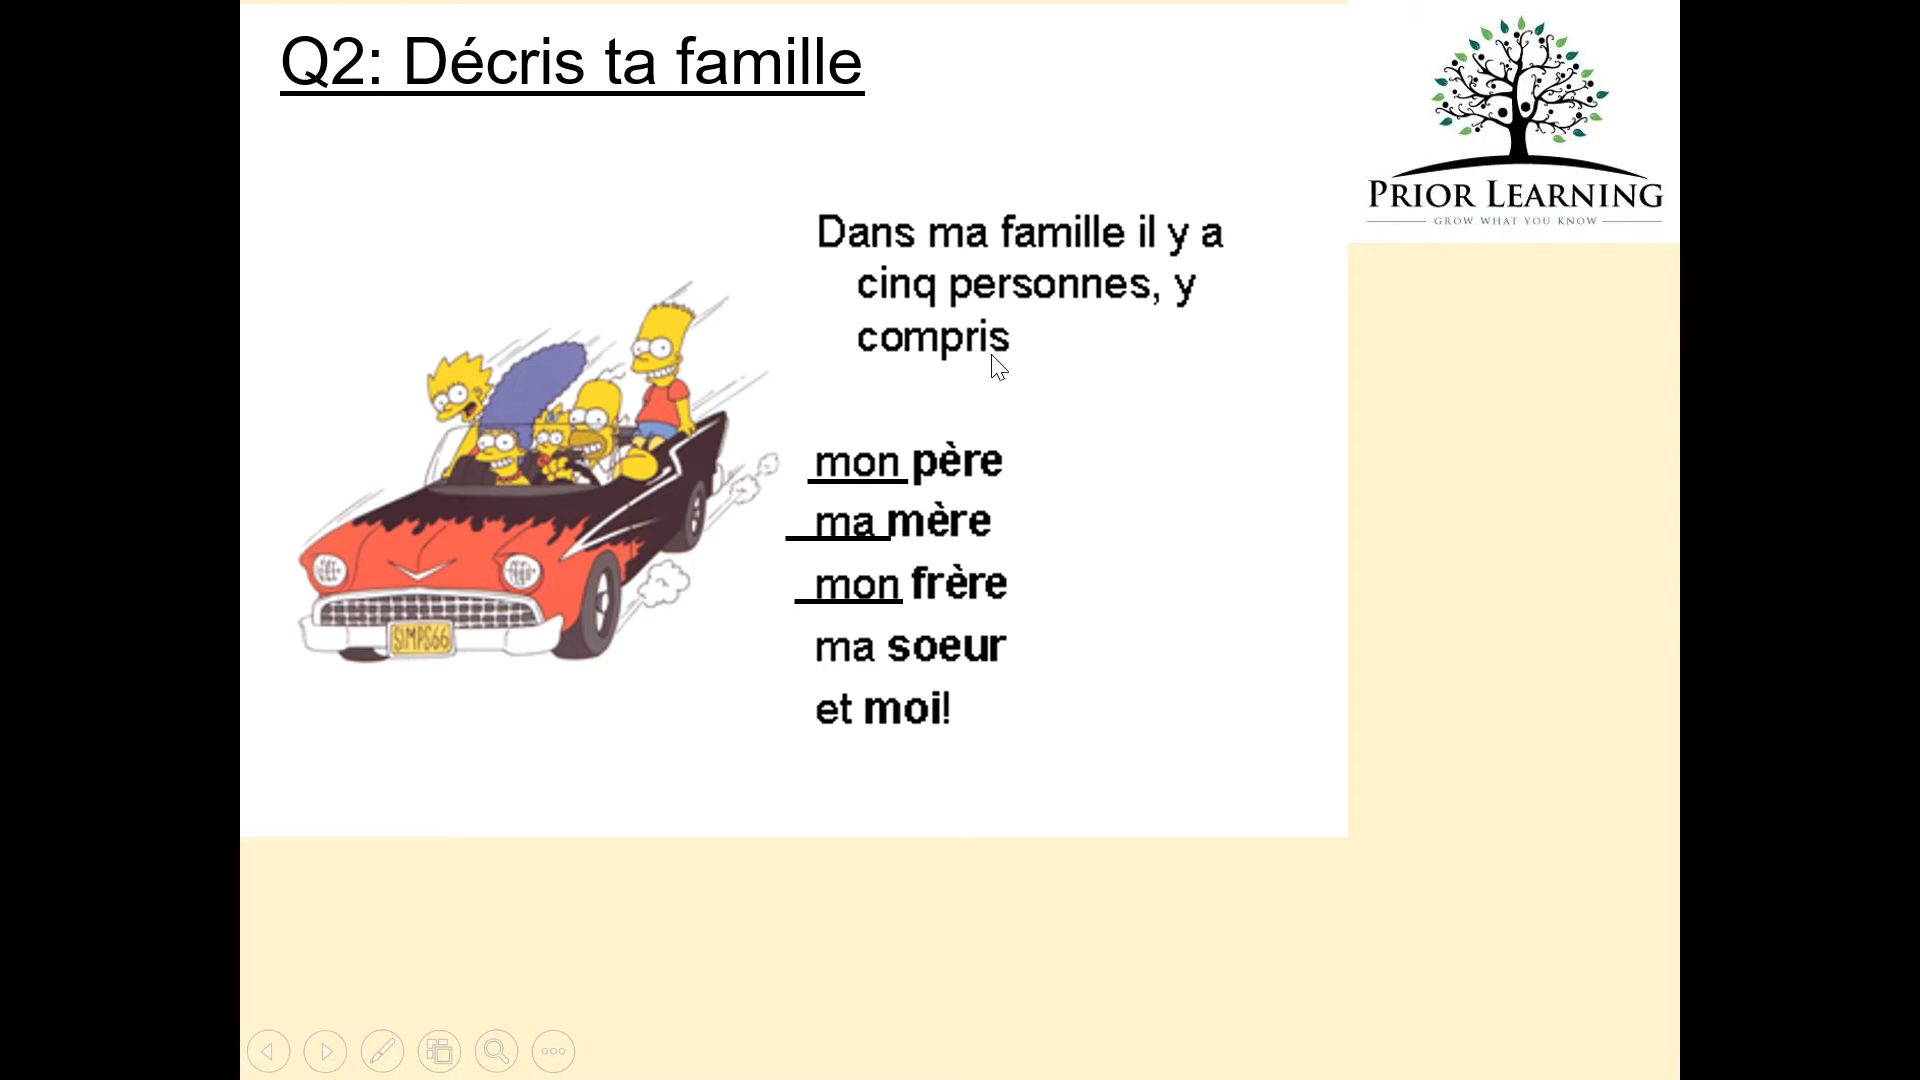 Q2: Décris ta famille
PRIOR LEARNING
GROW WHAT YOU KNOW
Dans ma famille il y a
cinq personnes, y
compris
mon père
ma mère
mon frère
ma soeur
et moi!
SIMPS66